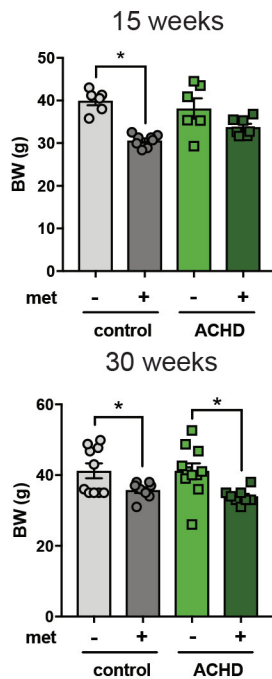 15 weeks
50
40
30
20
10
0
BW (g)
*
met - + - +
control ACHD
30 weeks
60
40
20
0
BW (g)
* *
met - + - +
control ACHD